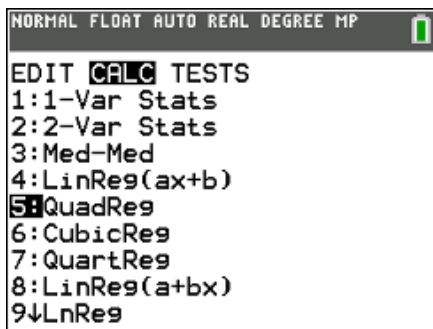 NORMAL FLOAT AUTO REAL DEGREE MP
EDIT CALC TESTS
1:1-Var Stats
2:2-Var Stats
3:Med-Med
4:LinReg(ax+b)
5:QuadReg
6:CubicReg
7:QuartReg
8:LinReg(a+bx)
9↓LnReg